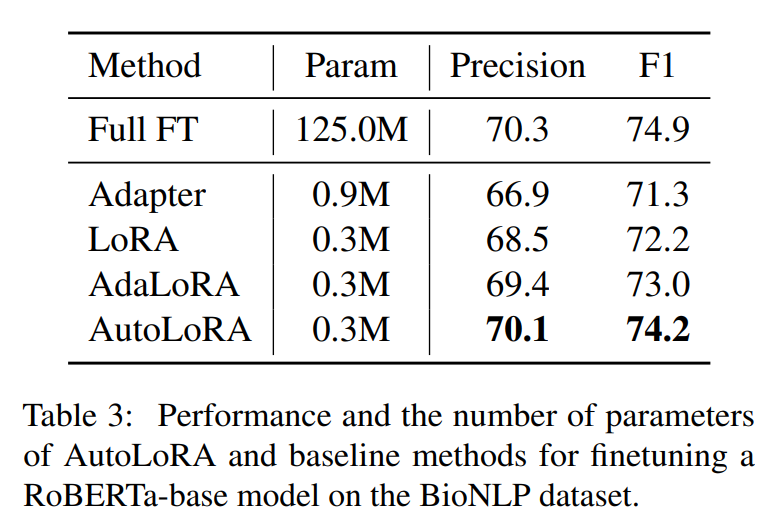 Method Param Precision F1
Full FT 125.0M 70.3 74.9
Adapter 0.9M 66.9 71.3
LoRA 0.3M 68.5 72.2
AdaLoRA 0.3M 69.4 73.0
AutoLoRA 0.3M 70.1 74.2
Table 3: Performance and the number of parameters
of AutoLoRA and baseline methods for finetuning a
RoBERTa-base model on the BioNLP dataset.